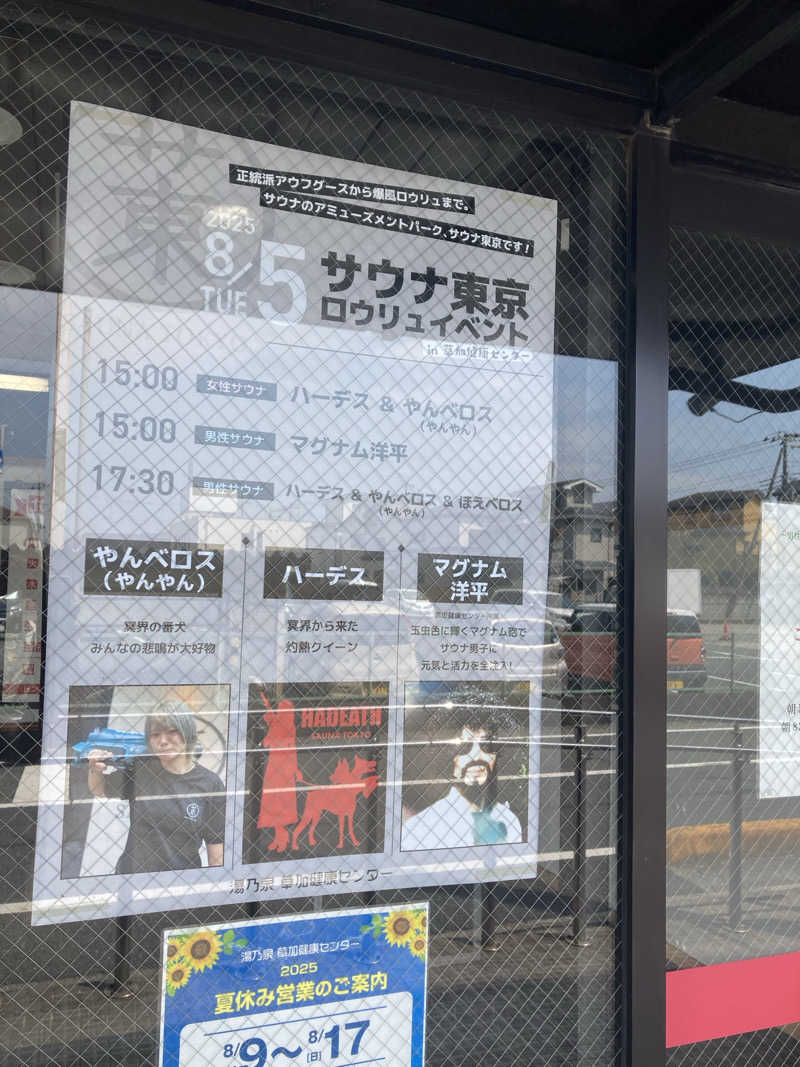 正統派アウフグースから爆風ロウリュまで。
サウナのアミューズメントパーク、サウナ東京です!
2025
8/5
TUE
サウナ東京
ロウリュイベント
in 草加健康センター
15:00 女性サウナ ハーデス & やんベロス
(やんやん)
15:00 男性サウナ マグナム洋平
17:30 男性サウナ ハーデス & やんベロス & ほえベロス
(やんやん)
やんベロス
(やんやん)
冥界の番犬
みんなの悲鳴が大好物
ハーデス
冥界から来た
灼熱クイーン
マグナム
洋平
玉虫色に輝くマグナム砲で
サウナ男子に
元気と活力を全注入!
HADEATH
SAUNA TOKYO
湯乃泉 草加健康センター
湯乃泉 草加健康センター
2025
夏休み営業のご案内
8/9～8/17
[日]